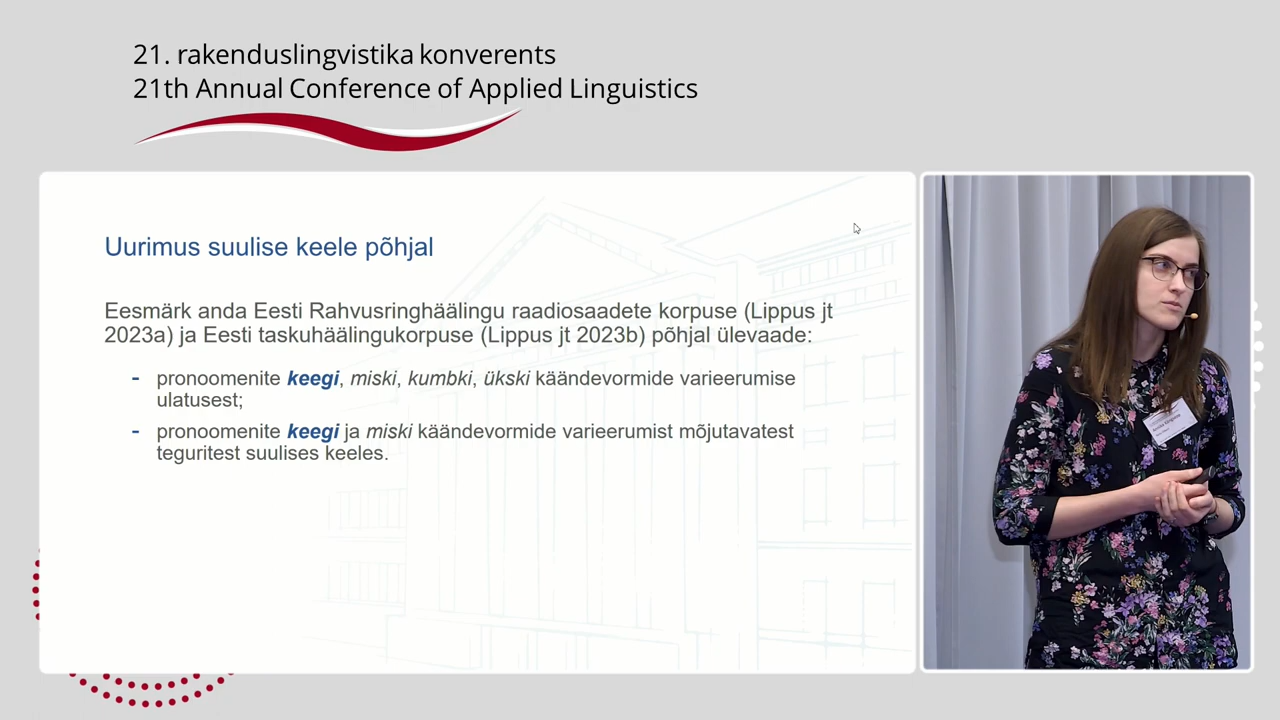 21. rakenduslingvistika konverents
21th Annual Conference of Applied Linguistics
Uurimus suulise keele põhjal
Eesmärk anda Eesti Rahvusringhäälingu raadiosaadete korpuse (Lippus jt
2023a) ja Eesti taskuhäälingukorpuse (Lippus jt 2023b) põhjal ülevaade:
- pronoomenite keegi, miski, kumbki, ükski käändevormide varieerumise
ulatusest;
- pronoomenite keegi ja miski käändevormide varieerumist mõjutavatest
teguritest suulises keeles.